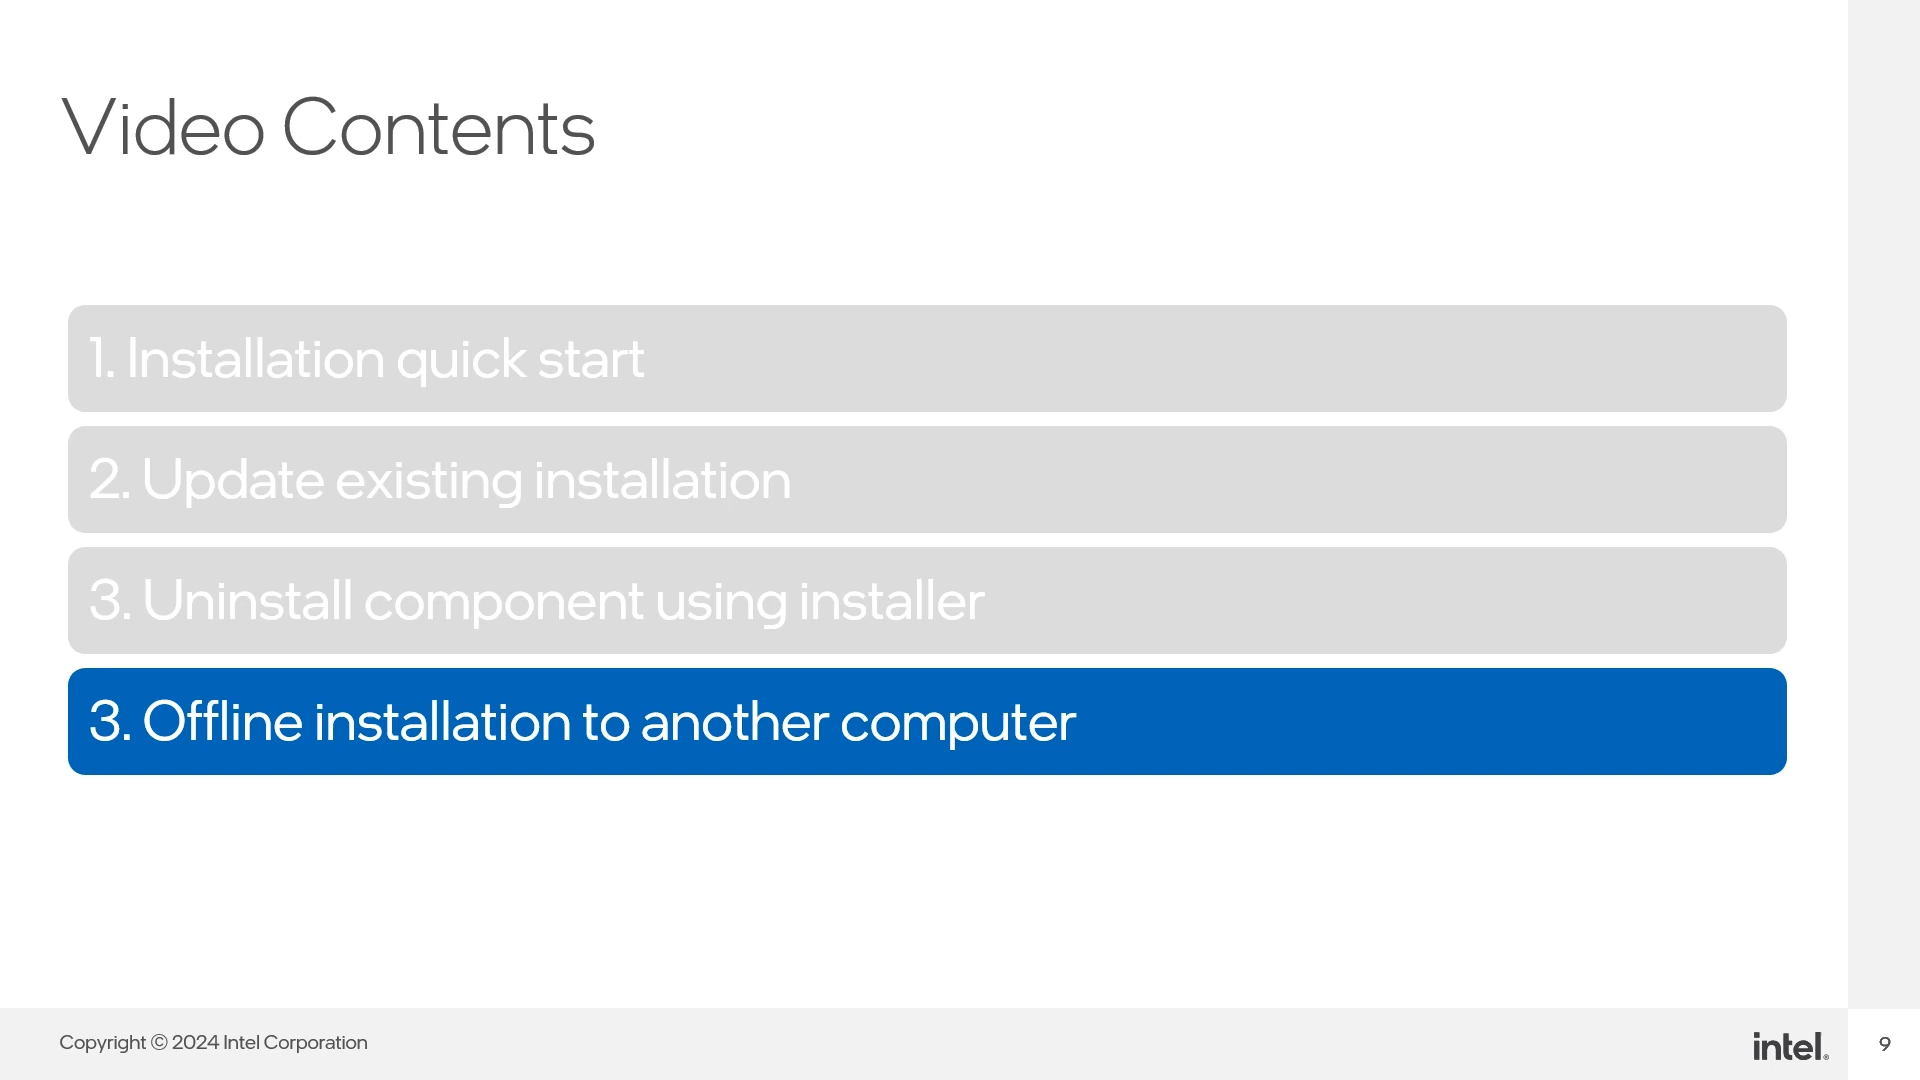 Video Contents
1. Installation quick start
2. Update existing installation
3. Uninstall component using installer
3. Offline installation to another computer
Copyright © 2024 Intel Corporation
intel®
9